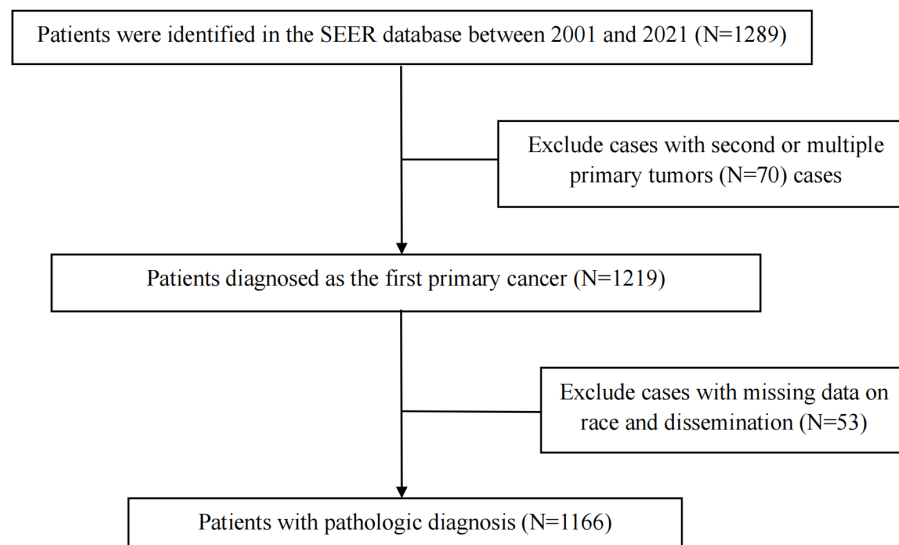 Patients were identified in the SEER database between 2001 and 2021 (N=1289)
Exclude cases with second or multiple
primary tumors (N=70) cases
Patients diagnosed as the first primary cancer (N=1219)
Exclude cases with missing data on
race and dissemination (N=53)
Patients with pathologic diagnosis (N=1166)